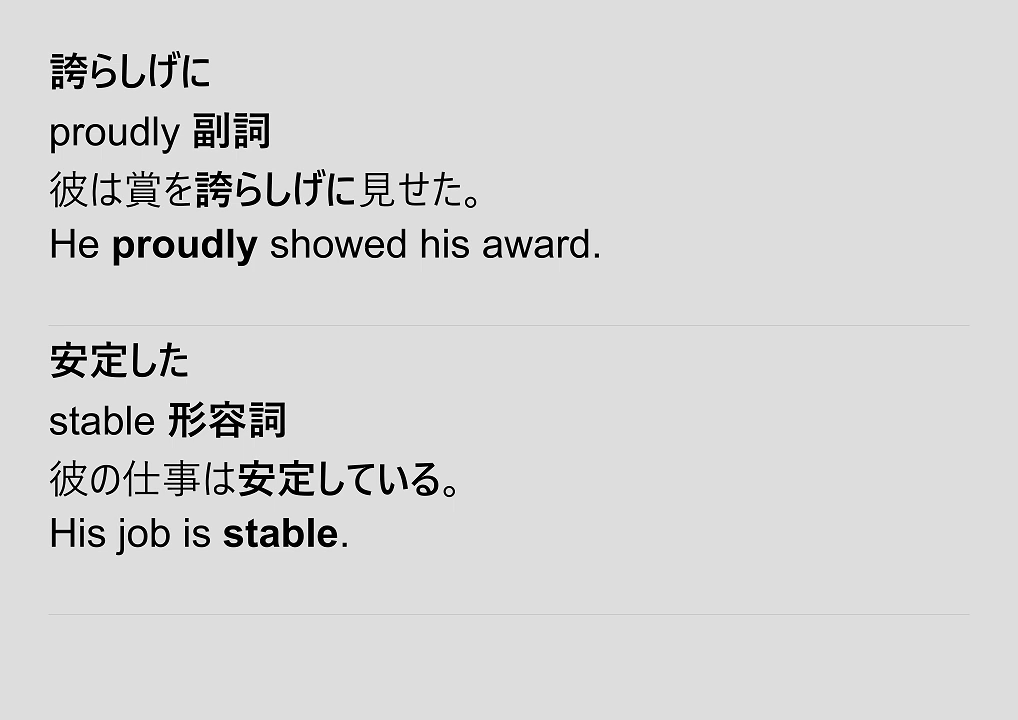 誇らしげに
proudly 副詞
彼は賞を誇らしげに見せた。
He proudly showed his award.
安定した
stable 形容詞
彼の仕事は安定している。
His job is stable.